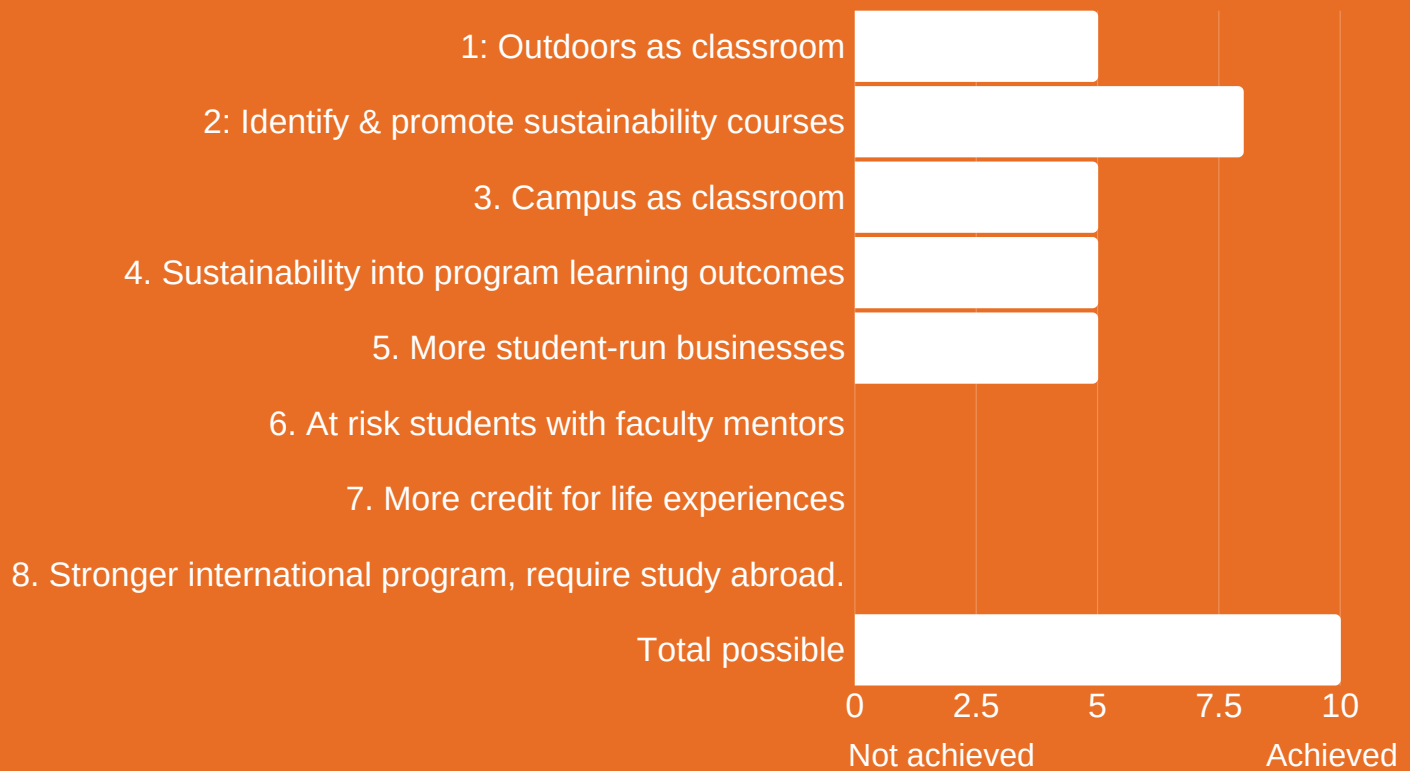 1: Outdoors as classroom
2: Identify & promote sustainability courses
3. Campus as classroom
4. Sustainability into program learning outcomes
5. More student-run businesses
6. At risk students with faculty mentors
7. More credit for life experiences
8. Stronger international program, require study abroad.
Total possible
0 2.5 5 7.5 10
Not achieved Achieved